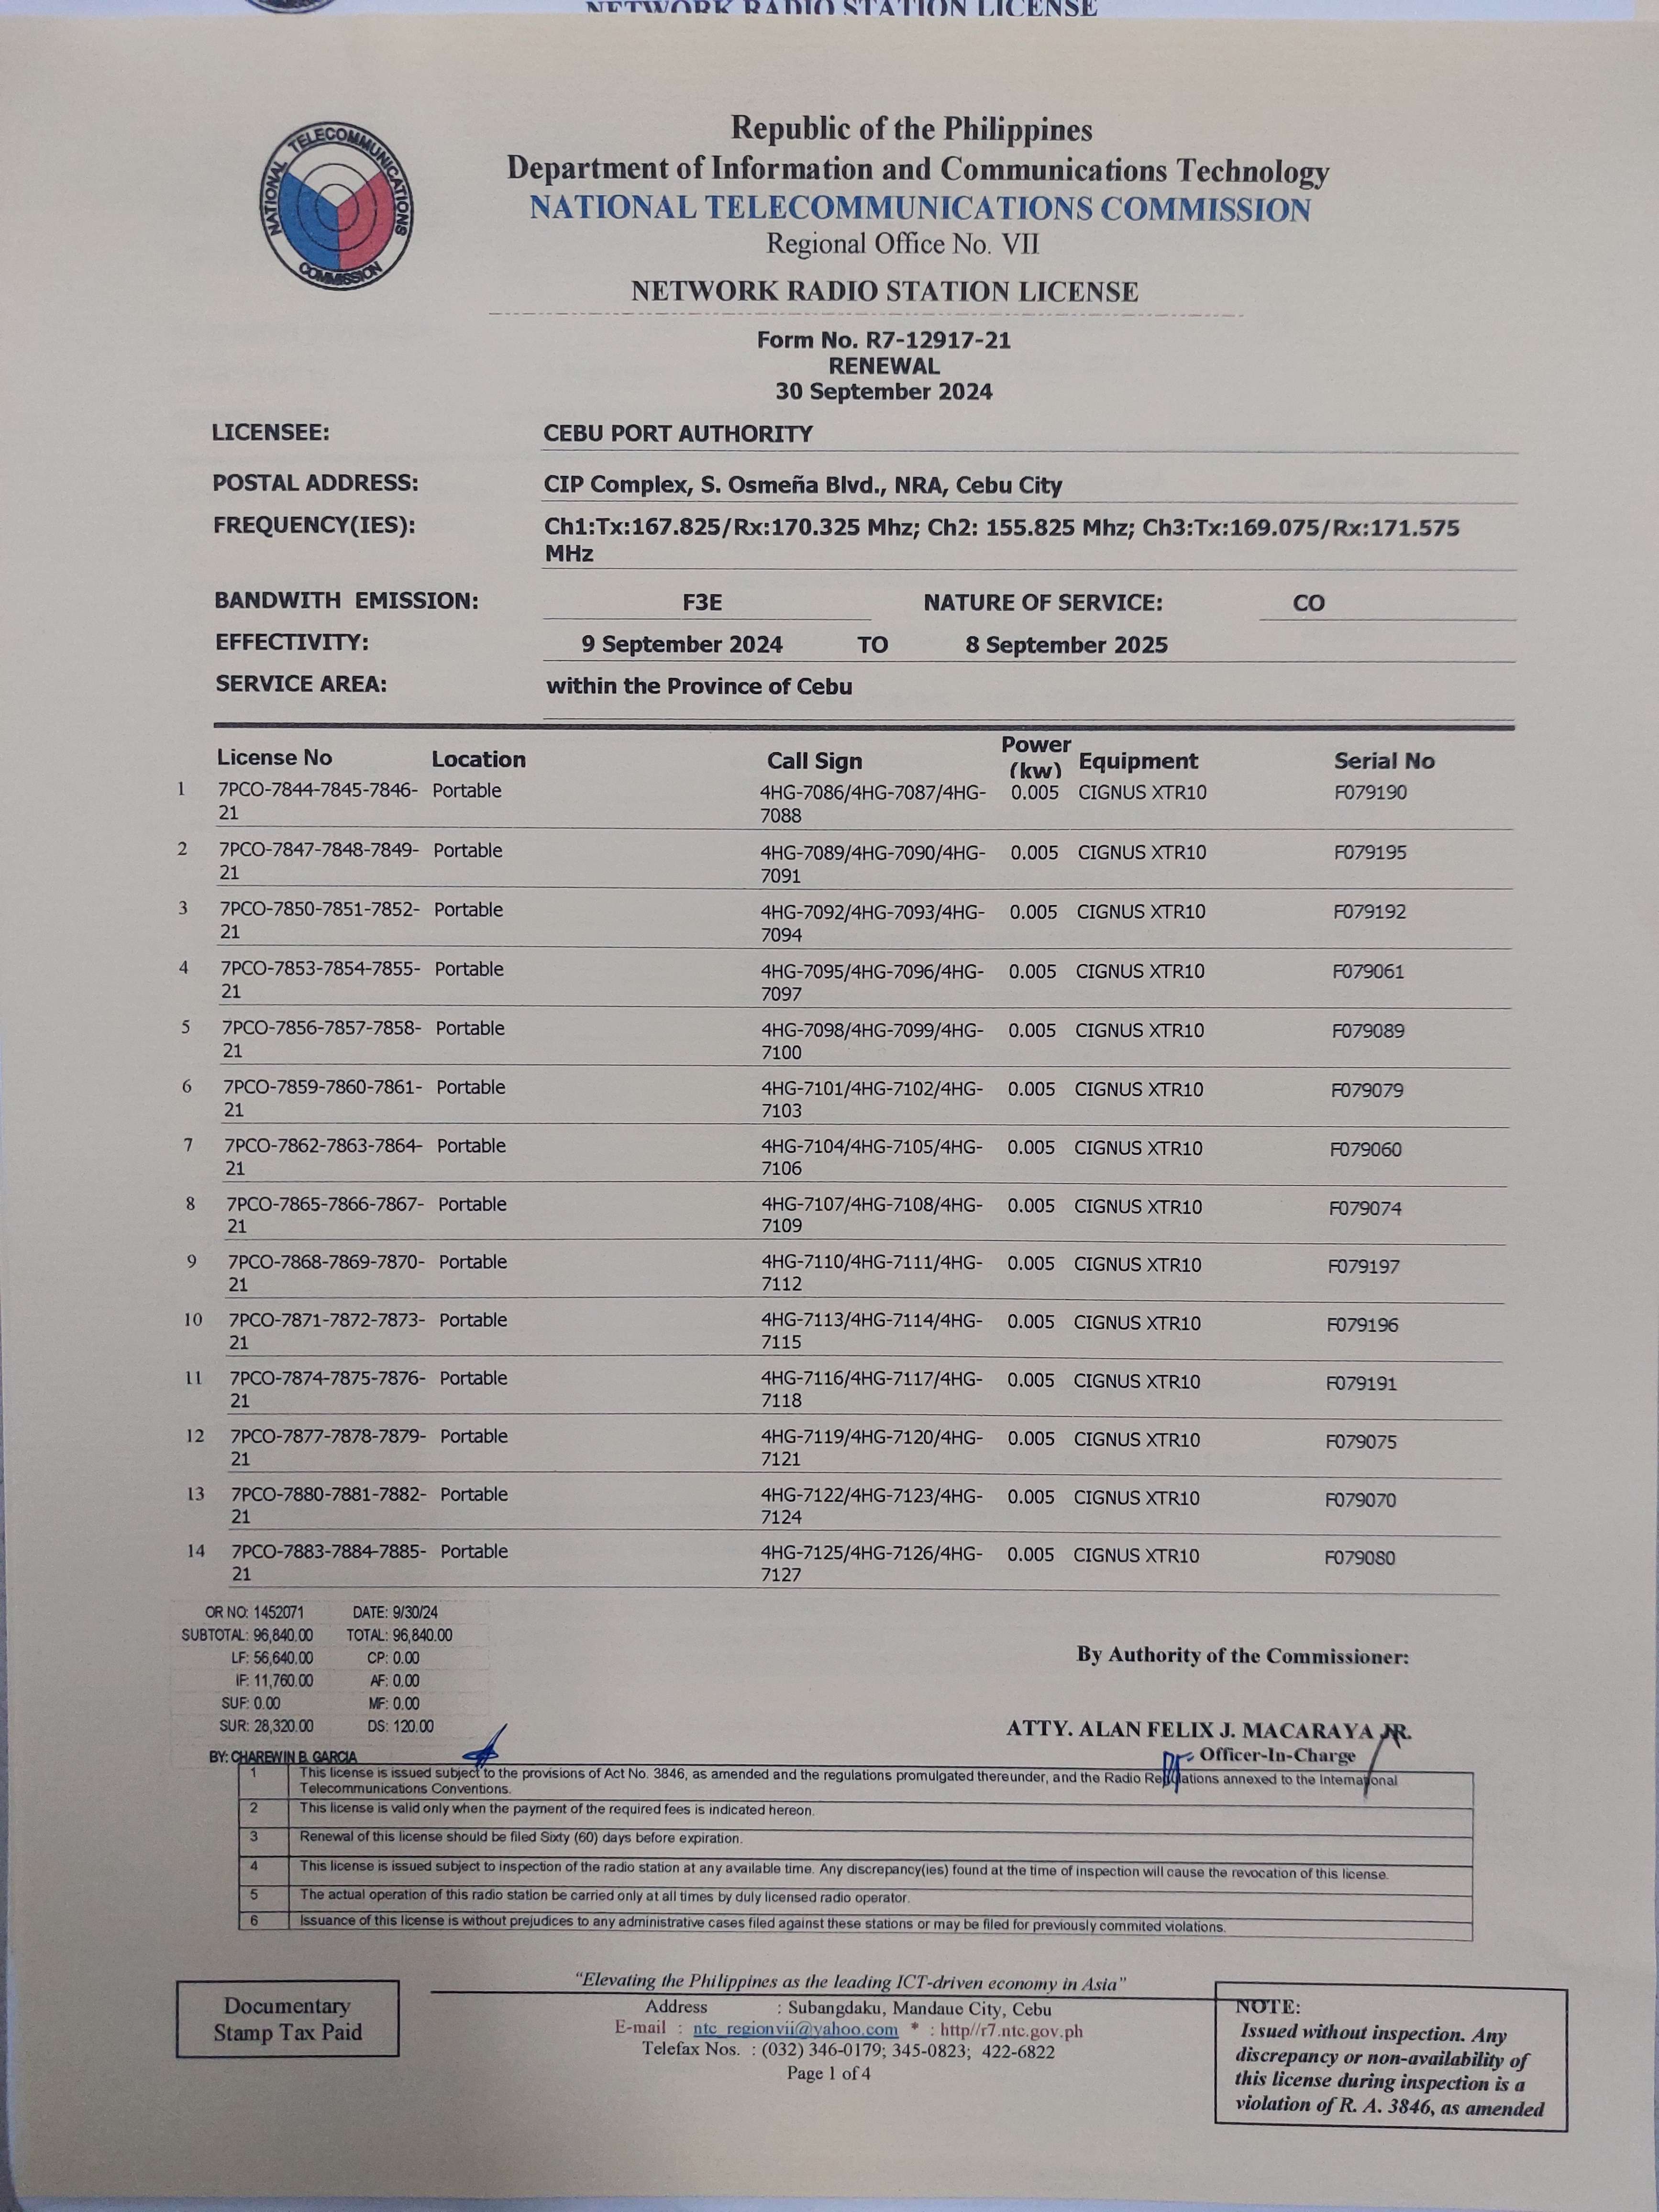 NETWORK RADIO STATION LICENSE
NATIONAL TELECOMMUNICATIONS COMMISSION
Republic of the Philippines
Department of Information and Communications Technology
NATIONAL TELECOMMUNICATIONS COMMISSION
Regional Office No. VII
NETWORK RADIO STATION LICENSE
Form No. R7-12917-21
RENEWAL
30 September 2024
LICENSEE: CEBU PORT AUTHORITY
POSTAL ADDRESS: CIP Complex, S. Osmeña Blvd., NRA, Cebu City
FREQUENCY(IES): Ch1:Tx:167.825/Rx:170.325 Mhz; Ch2: 155.825 Mhz; Ch3:Tx:169.075/Rx:171.575
MHz
BANDWITH EMISSION: F3E NATURE OF SERVICE: CO
EFFECTIVITY: 9 September 2024 TO 8 September 2025
SERVICE AREA: within the Province of Cebu
License No Location Call Sign Power (kw) Equipment Serial No
1 7PCO-7844-7845-7846- Portable 4HG-7086/4HG-7087/4HG- 0.005 CIGNUS XTR10 F079190
21 7088
2 7PCO-7847-7848-7849- Portable 4HG-7089/4HG-7090/4HG- 0.005 CIGNUS XTR10 F079195
21 7091
3 7PCO-7850-7851-7852- Portable 4HG-7092/4HG-7093/4HG- 0.005 CIGNUS XTR10 F079192
21 7094
4 7PCO-7853-7854-7855- Portable 4HG-7095/4HG-7096/4HG- 0.005 CIGNUS XTR10 F079061
21 7097
5 7PCO-7856-7857-7858- Portable 4HG-7098/4HG-7099/4HG- 0.005 CIGNUS XTR10 F079089
21 7100
6 7PCO-7859-7860-7861- Portable 4HG-7101/4HG-7102/4HG- 0.005 CIGNUS XTR10 F079079
21 7103
7 7PCO-7862-7863-7864- Portable 4HG-7104/4HG-7105/4HG- 0.005 CIGNUS XTR10 F079060
21 7106
8 7PCO-7865-7866-7867- Portable 4HG-7107/4HG-7108/4HG- 0.005 CIGNUS XTR10 F079074
21 7109
9 7PCO-7868-7869-7870- Portable 4HG-7110/4HG-7111/4HG- 0.005 CIGNUS XTR10 F079197
21 7112
10 7PCO-7871-7872-7873- Portable 4HG-7113/4HG-7114/4HG- 0.005 CIGNUS XTR10 F079196
21 7115
11 7PCO-7874-7875-7876- Portable 4HG-7116/4HG-7117/4HG- 0.005 CIGNUS XTR10 F079191
21 7118
12 7PCO-7877-7878-7879- Portable 4HG-7119/4HG-7120/4HG- 0.005 CIGNUS XTR10 F079075
21 7121
13 7PCO-7880-7881-7882- Portable 4HG-7122/4HG-7123/4HG- 0.005 CIGNUS XTR10 F079070
21 7124
14 7PCO-7883-7884-7885- Portable 4HG-7125/4HG-7126/4HG- 0.005 CIGNUS XTR10 F079080
21 7127
OR NO: 1452071 DATE: 9/30/24
SUBTOTAL: 96,840.00 TOTAL: 96,840.00
LF: 56,640.00 CP: 0.00
IF: 11,760.00 AF: 0.00
SUF: 0.00 MF: 0.00
SUR: 28,320.00 DS: 120.00
BY: CHAREWIN B. GARCIA
By Authority of the Commissioner:
ATTY. ALAN FELIX J. MACARAYA JR.
Officer-In-Charge
1 This license is issued subject to the provisions of Act No. 3846, as amended and the regulations promulgated thereunder, and the Radio Regulations annexed to the International
Telecommunications Conventions.
2 This license is valid only when the payment of the required fees is indicated hereon.
3 Renewal of this license should be filed Sixty (60) days before expiration.
4 This license is issued subject to inspection of the radio station at any available time. Any discrepancy(ies) found at the time of inspection will cause the revocation of this license.
5 The actual operation of this radio station be carried only at all times by duly licensed radio operator.
6 Issuance of this license is without prejudices to any administrative cases filed against these stations or may be filed for previously commited violations.
"Elevating the Philippines as the leading ICT-driven economy in Asia"
Documentary
Stamp Tax Paid
Address : Subangdaku, Mandaue City, Cebu
E-mail : ntc_regionvii@yahoo.com * : http//r7.ntc.gov.ph
Telefax Nos. : (032) 346-0179; 345-0823; 422-6822
Page 1 of 4
NOTE:
Issued without inspection. Any
discrepancy or non-availability of
this license during inspection is a
violation of R. A. 3846, as amended